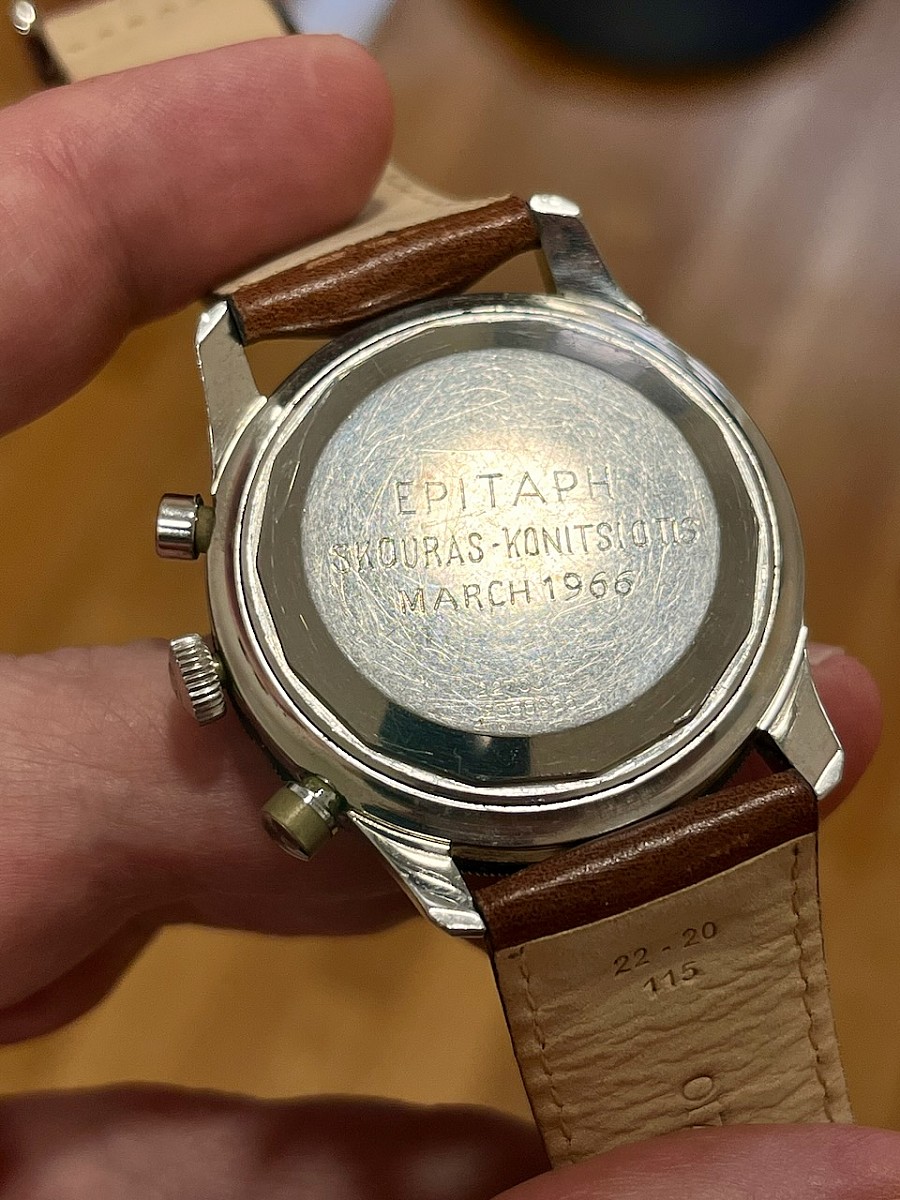 EPITAPH
SKOURAS-KONITSIOTIS
MARCH 1966
22-20
115